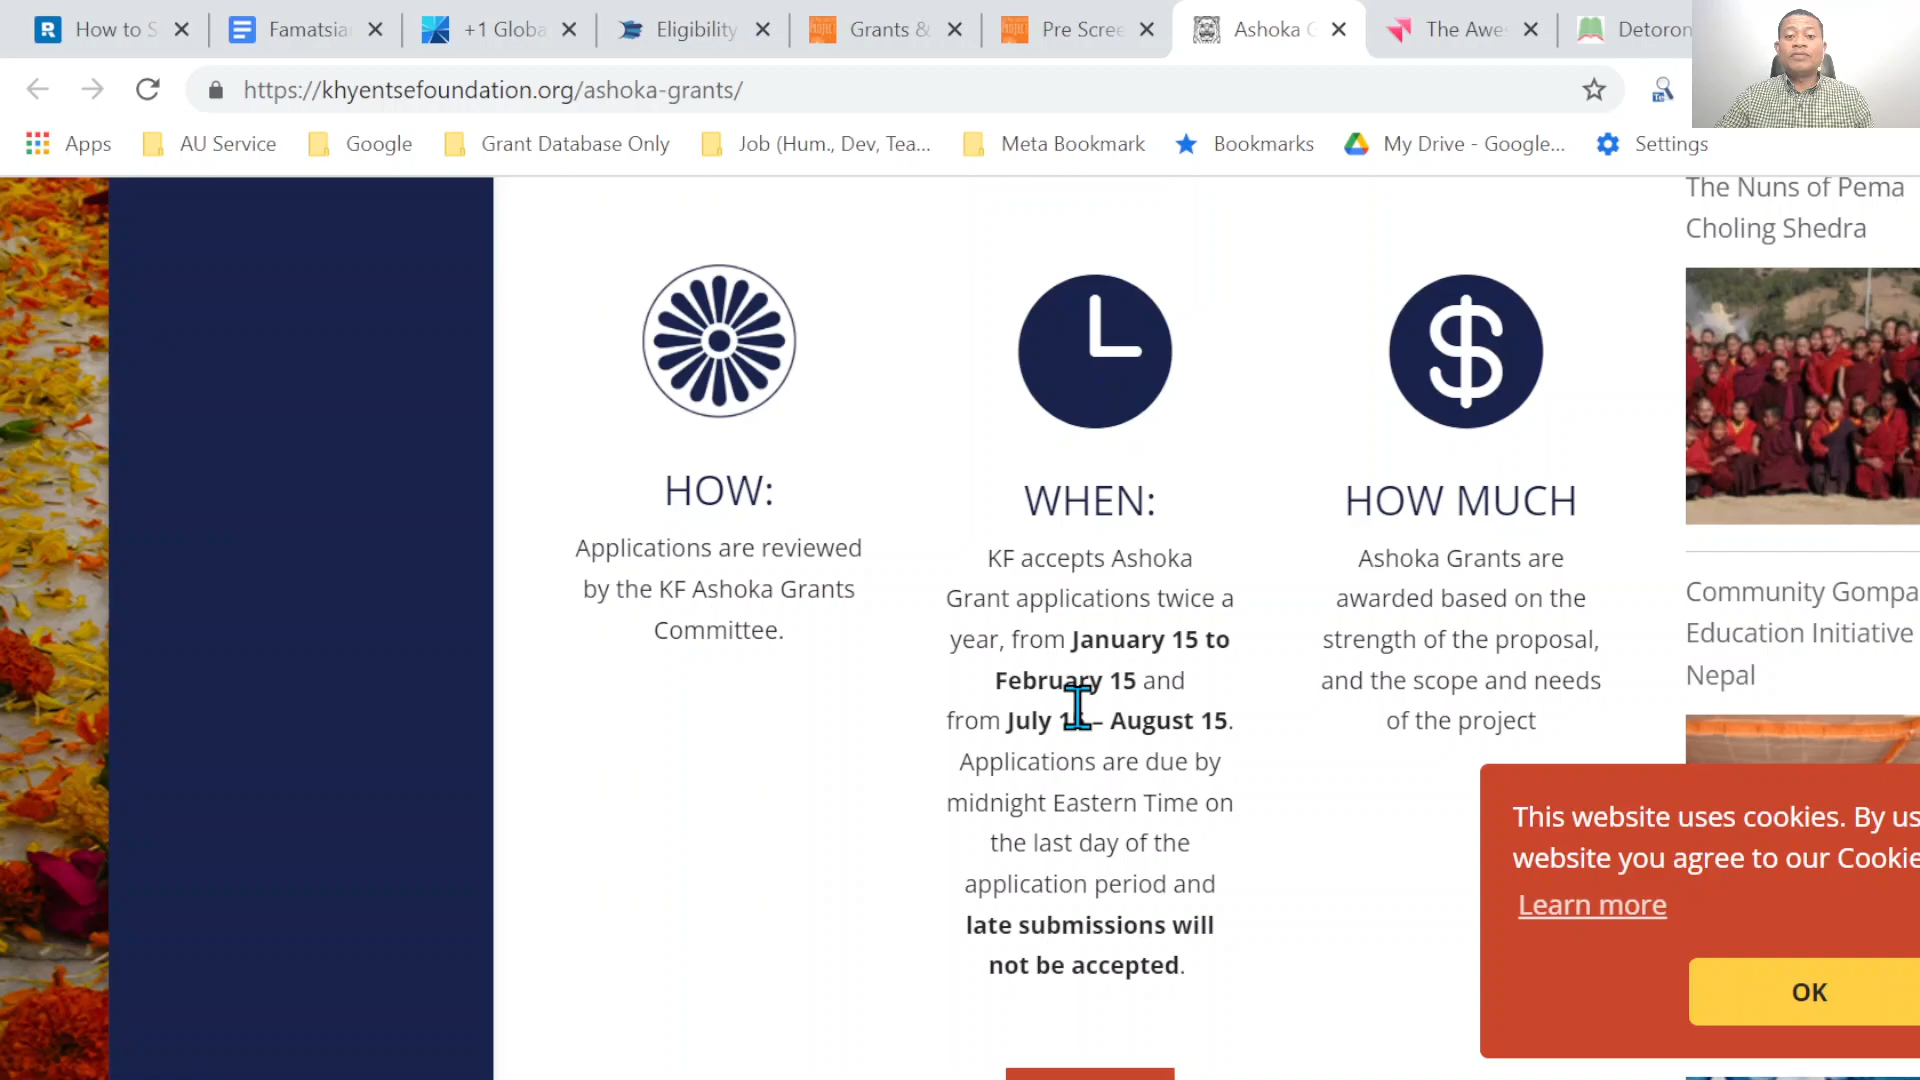 How to S
Famatsia
+1 Globa
Eligibility
Grants &
Pre Scree
Ashoka G
The Awe
Detoron
https://khyentsefoundation.org/ashoka-grants/
Apps
AU Service
Google
Grant Database Only
Job (Hum., Dev, Tea...
Meta Bookmark
Bookmarks
My Drive - Google...
Settings
HOW:
Applications are reviewed
by the KF Ashoka Grants
Committee.
WHEN:
KF accepts Ashoka
Grant applications twice a
year, from January 15 to
February 15 and
from July – August 15.
Applications are due by
midnight Eastern Time on
the last day of the
application period and
late submissions will
not be accepted.
HOW MUCH
Ashoka Grants are
awarded based on the
strength of the proposal,
and the scope and needs
of the project
The Nuns of Pema
Choling Shedra
Community Gompa
Education Initiative
Nepal
This website uses cookies. By us
website you agree to our Cookie
Learn more
OK